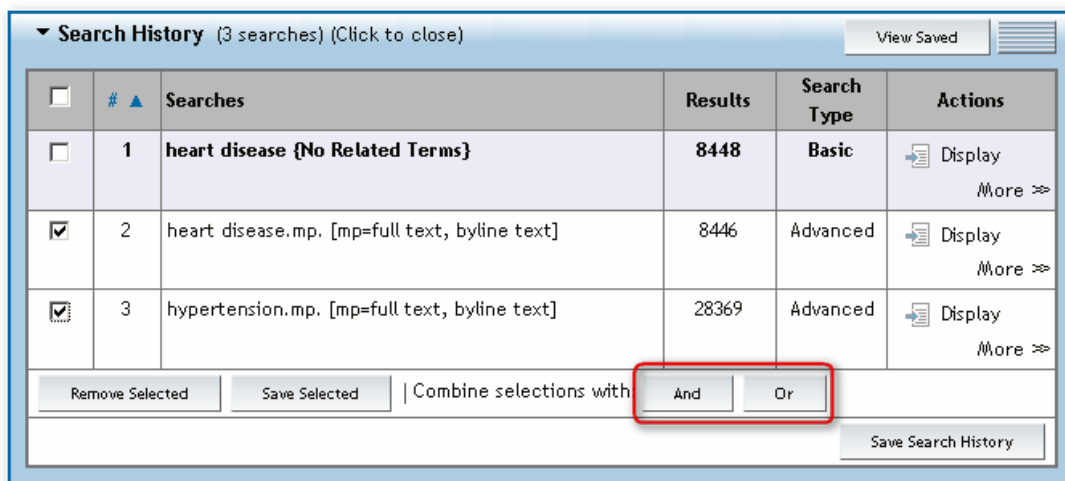 Search History (3 searches) (Click to close)
View Saved
# Searches Results Search Type Actions
1 heart disease {No Related Terms} 8448 Basic Display
More >>
2 heart disease.mp. [mp=full text, byline text] 8446 Advanced Display
More >>
3 hypertension.mp. [mp=full text, byline text] 28369 Advanced Display
More >>
Remove Selected Save Selected | Combine selections with: And Or
Save Search History